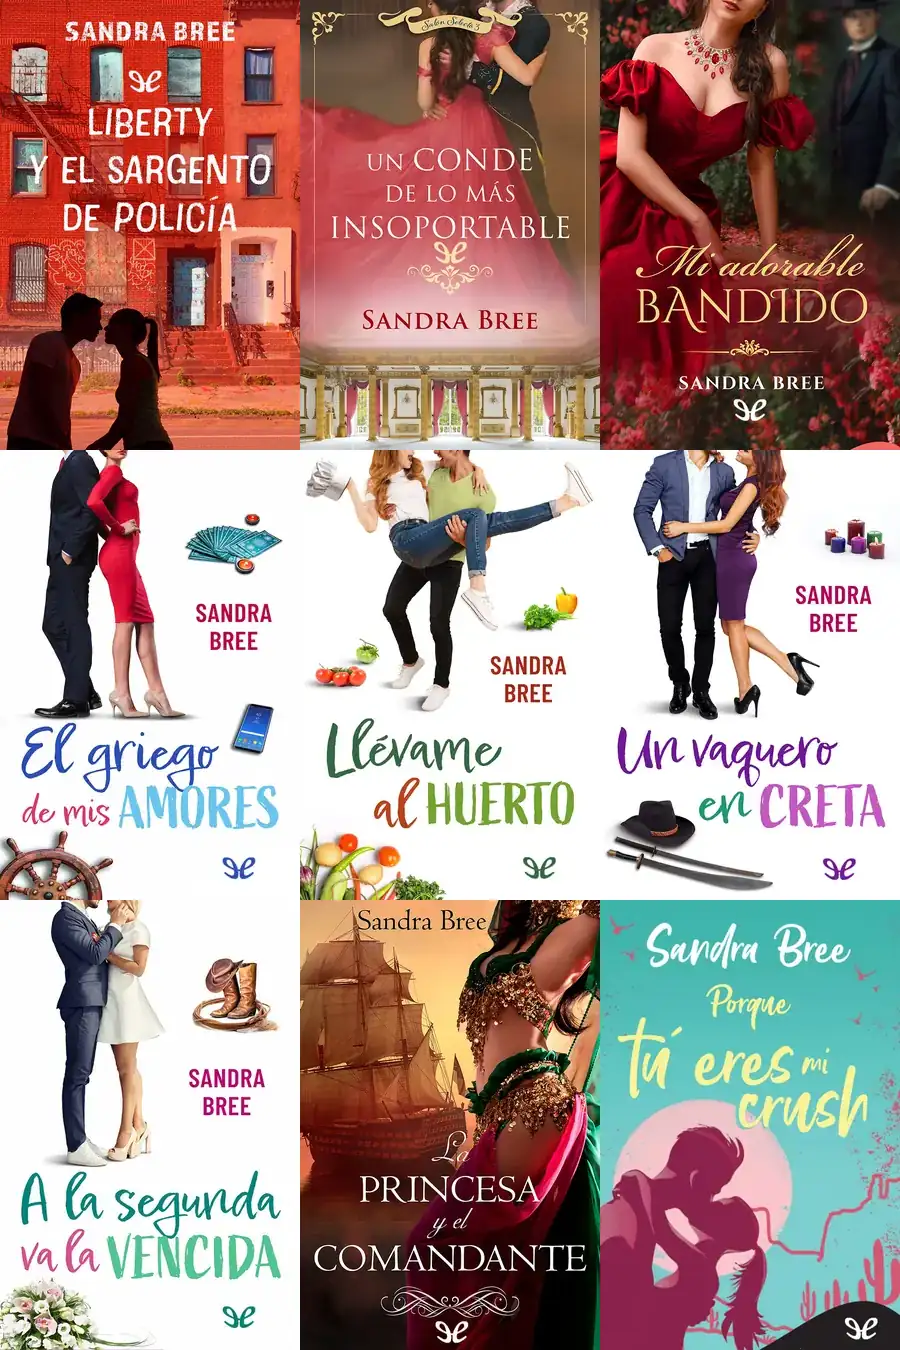 SANDRA BREE
LIBERTY
Y EL SARGENTO
DE POLICÍA
UN CONDE
DE LO MÁS
INSOPORTABLE
SANDRA BREE
Mi adorable
BANDIDO
SANDRA BREE
SANDRA
BREE
El griego
de mis AMORES
SANDRA
BREE
Llévame
al HUERTO
SANDRA
BREE
Un vaquero
en CRETA
SANDRA
BREE
A la segunda
va la VENCIDA
Sandra Bree
La
PRINCESA
y el
COMANDANTE
Sandra Bree
Porque
tú eres mi
crush